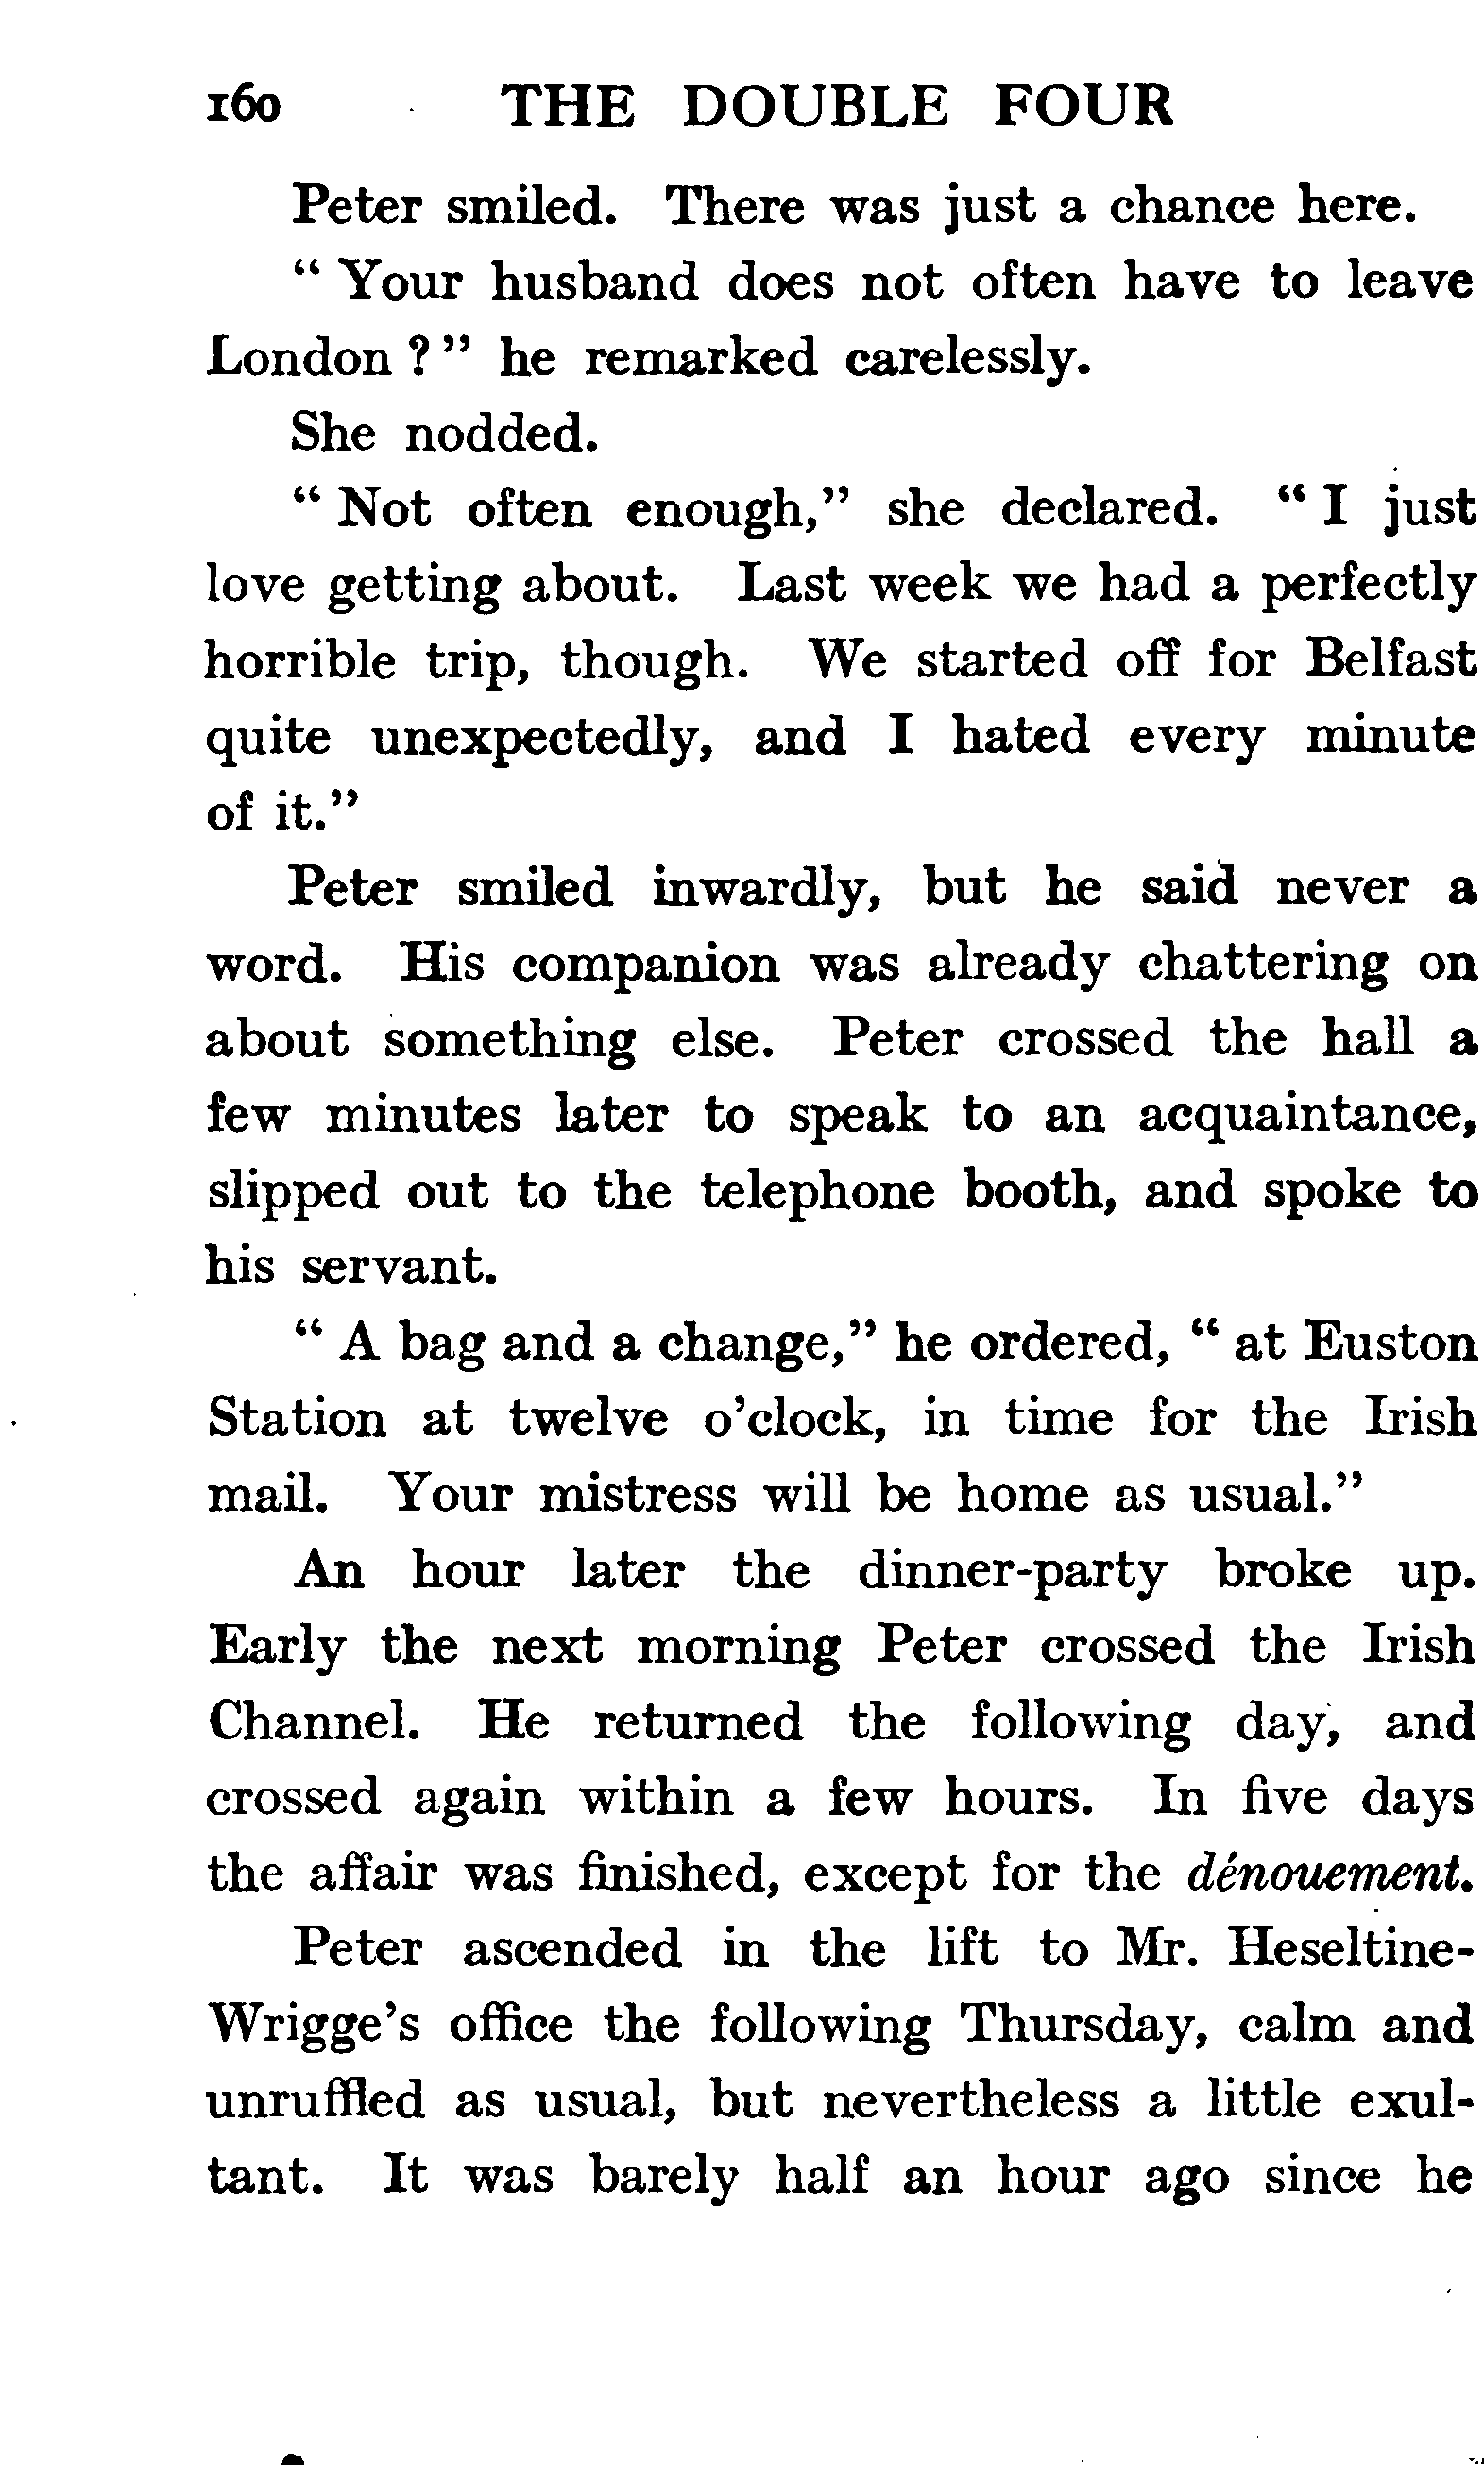 160 THE DOUBLE FOUR
Peter smiled. There was just a chance here.
“ Your husband does not often have to leave
London ? ” he remarked carelessly.
She nodded.
“ Not often enough,” she declared. “ I just
love getting about. Last week we had a perfectly
horrible trip, though. We started off for Belfast
quite unexpectedly, and I hated every minute
of it.”
Peter smiled inwardly, but he said never a
word. His companion was already chattering on
about something else. Peter crossed the hall a
few minutes later to speak to an acquaintance,
slipped out to the telephone booth, and spoke to
his servant.
“ A bag and a change,” he ordered, “ at Euston
Station at twelve o’clock, in time for the Irish
mail. Your mistress will be home as usual.”
An hour later the dinner-party broke up.
Early the next morning Peter crossed the Irish
Channel. He returned the following day, and
crossed again within a few hours. In five days
the affair was finished, except for the dénouement.
Peter ascended in the lift to Mr. Heseltine-
Wrigge’s office the following Thursday, calm and
unruffled as usual, but nevertheless a little exul-
tant. It was barely half an hour ago since he